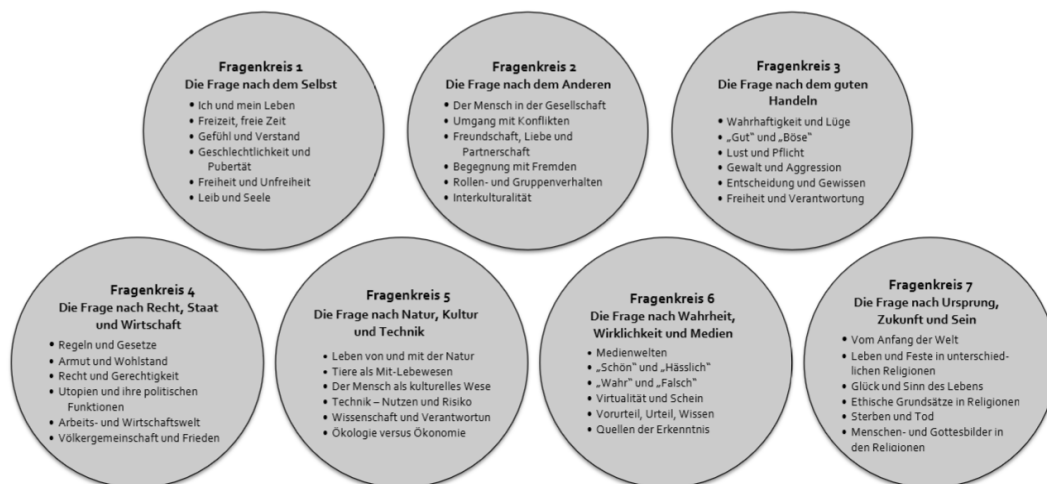 Fragenkreis 1
Die Frage nach dem Selbst
• Ich und mein Leben
• Freizeit, freie Zeit
• Gefühl und Verstand
• Geschlechtlichkeit und
Pubertät
• Freiheit und Unfreiheit
• Leib und Seele
Fragenkreis 2
Die Frage nach dem Anderen
• Der Mensch in der Gesellschaft
• Umgang mit Konflikten
• Freundschaft, Liebe und
Partnerschaft
• Begegnung mit Fremden
• Rollen- und Gruppenverhalten
• Interkulturalität
Fragenkreis 3
Die Frage nach dem guten
Handeln
• Wahrhaftigkeit und Lüge
• „Gut“ und „Böse“
• Lust und Pflicht
• Gewalt und Aggression
• Entscheidung und Gewissen
• Freiheit und Verantwortung
Fragenkreis 4
Die Frage nach Recht, Staat
und Wirtschaft
• Regeln und Gesetze
• Armut und Wohlstand
• Recht und Gerechtigkeit
• Utopien und ihre politischen
Funktionen
• Arbeits- und Wirtschaftswelt
• Völkergemeinschaft und Frieden
Fragenkreis 5
Die Frage nach Natur, Kultur
und Technik
• Leben von und mit der Natur
• Tiere als Mit-Lebewesen
• Der Mensch als kulturelles Wese
• Technik – Nutzen und Risiko
• Wissenschaft und Verantwortun
• Ökologie versus Ökonomie
Fragenkreis 6
Die Frage nach Wahrheit,
Wirklichkeit und Medien
• Medienwelten
• „Schön“ und „Hässlich“
• „Wahr“ und „Falsch“
• Virtualität und Schein
• Vorurteil, Urteil, Wissen
• Quellen der Erkenntnis
Fragenkreis 7
Die Frage nach Ursprung,
Zukunft und Sein
• Vom Anfang der Welt
• Leben und Feste in unterschied-
lichen Religionen
• Glück und Sinn des Lebens
• Ethische Grundsätze in Religionen
• Sterben und Tod
• Menschen- und Gottesbilder in
den Religionen